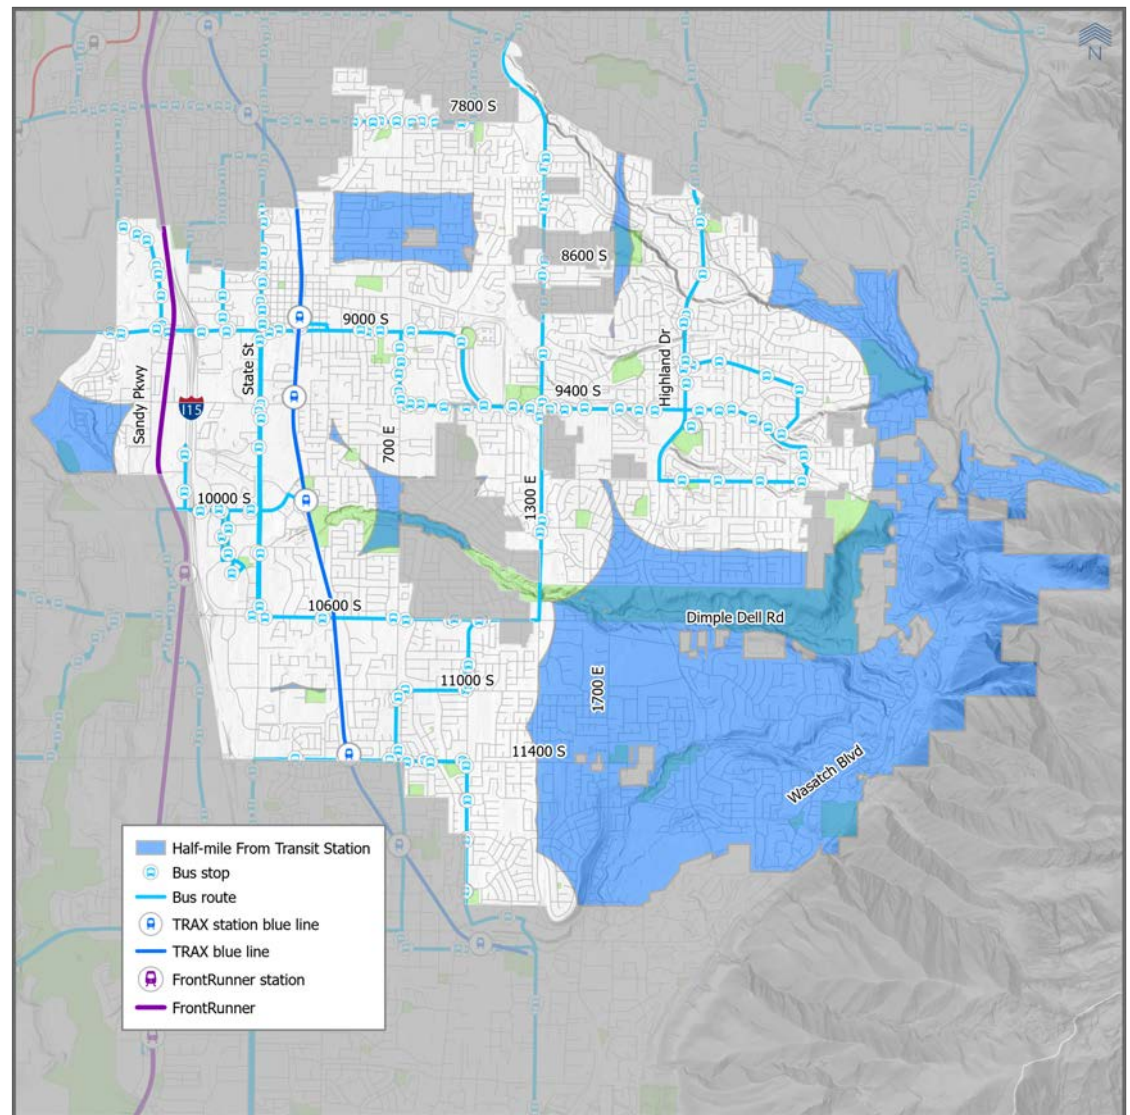 N
7800 S
8600 S
9000 S
State St
Sandy Pkwy
Highland Dr
9400 S
I15
700 E
10000 S
1300 E
10600 S
Dimple Dell Rd
11000 S
1700 E
11400 S
Wasatch Blvd
Half-mile From Transit Station
Bus stop
Bus route
TRAX station blue line
TRAX blue line
FrontRunner station
FrontRunner